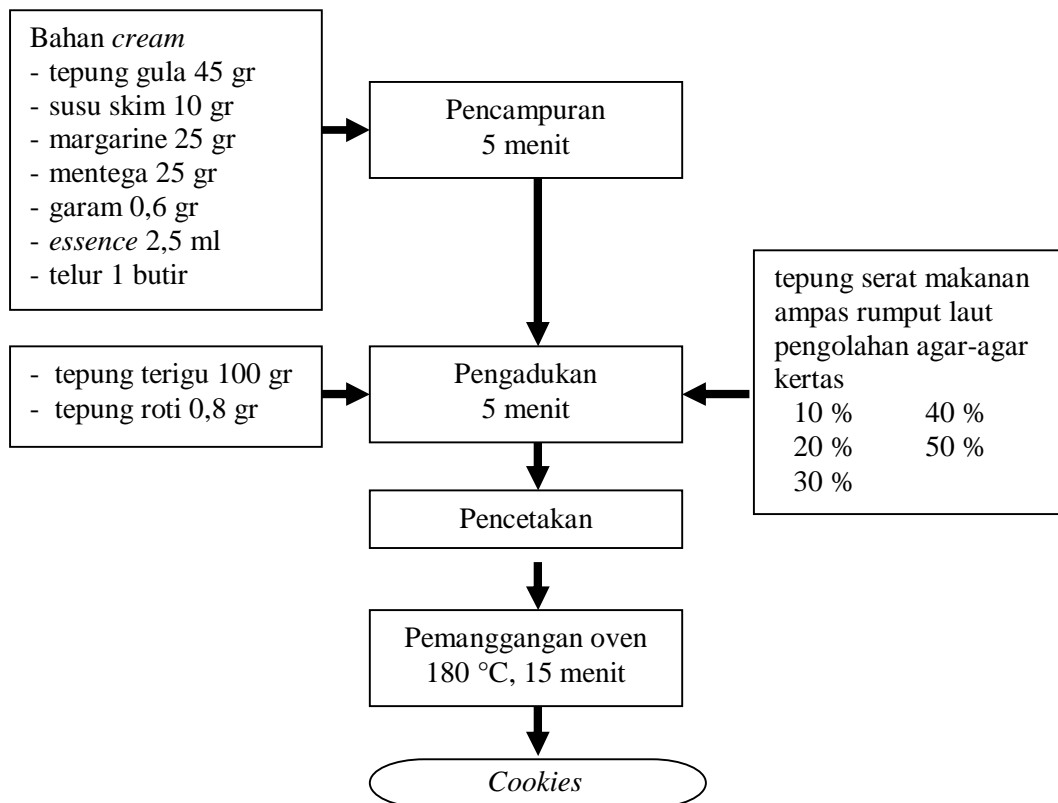 Bahan cream
- tepung gula 45 gr
- susu skim 10 gr
- margarine 25 gr
- mentega 25 gr
- garam 0,6 gr
- essence 2,5 ml
- telur 1 butir
Pencampuran
5 menit
- tepung terigu 100 gr
- tepung roti 0,8 gr
Pengadukan
5 menit
tepung serat makanan
ampas rumput laut
pengolahan agar-agar
kertas
10 % 40 %
20 % 50 %
30 %
Pencetakan
Pemanggangan oven
180 °C, 15 menit
Cookies